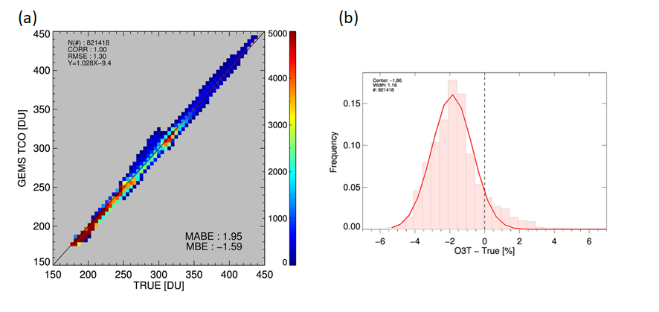 (a)
(b)
450
400
350
300
250
200
150
GEMS TCO [DU]
N(#) : 821418
CORR : 1.00
RMSE : 1.30
Y=1.028X−9.4
MABE : 1.95
MBE : −1.59
150 200 250 300 350 400 450
TRUE [DU]
5000
4000
3000
2000
1000
0
Frequency
0.15
0.10
0.05
0.00
Center: −1.86
Width: 1.16
#: 821418
−6 −4 −2 0 2 4 6
O3T − True [%]